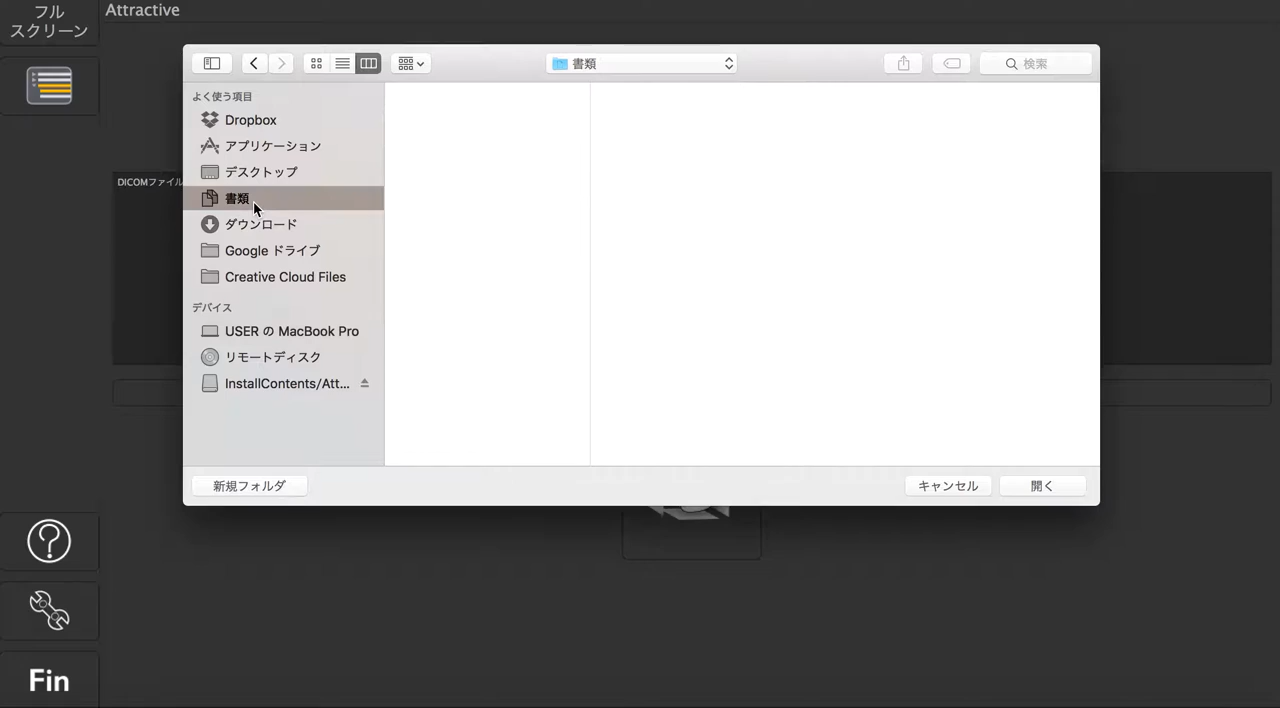 フル
スクリーン
Attractive
書類
検索
よく使う項目
Dropbox
アプリケーション
デスクトップ
書類
ダウンロード
Google ドライブ
Creative Cloud Files
デバイス
USER の MacBook Pro
リモートディスク
InstallContents/Att...
DICOMファイル
新規フォルダ
キャンセル
開く
Fin